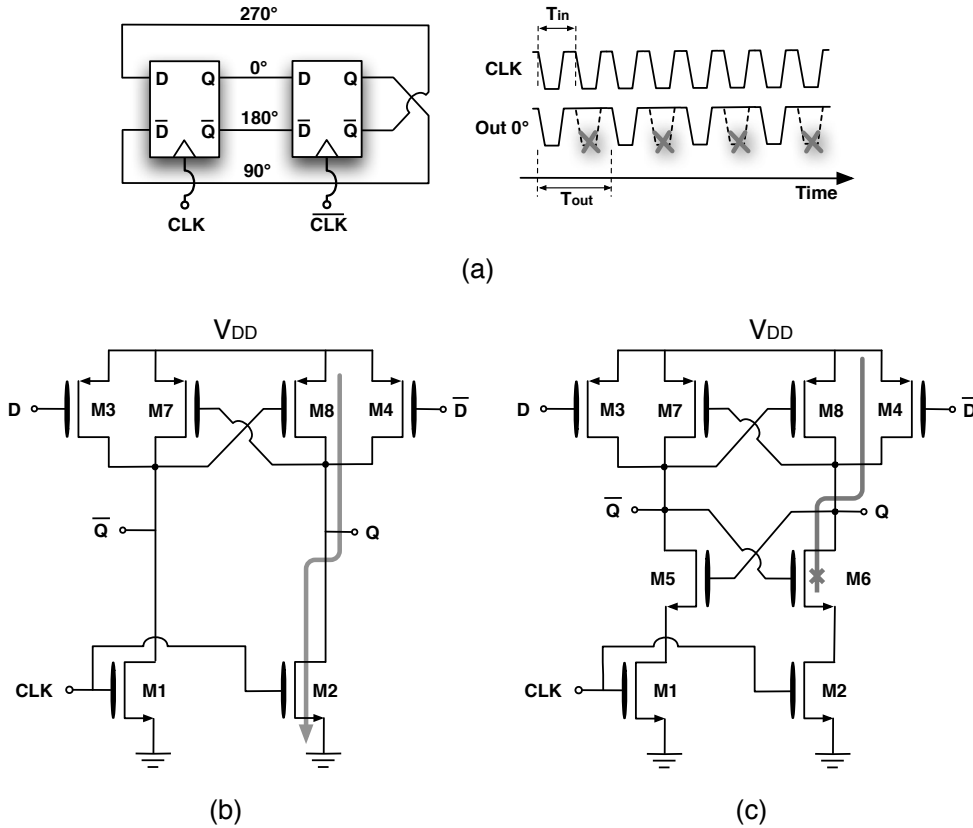 270°
D Q 0° D Q
D̅ Q̅ 180° D̅ Q̅
90°
CLK C̅L̅K̅
Tin
CLK
Out 0°
Tout
Time
(a)
VDD
D M3 M7 M8 M4 D̅
Q̅ Q
CLK M1 M2
(b)
VDD
D M3 M7 M8 M4 D̅
Q̅ Q
M5 M6
CLK M1 M2
(c)